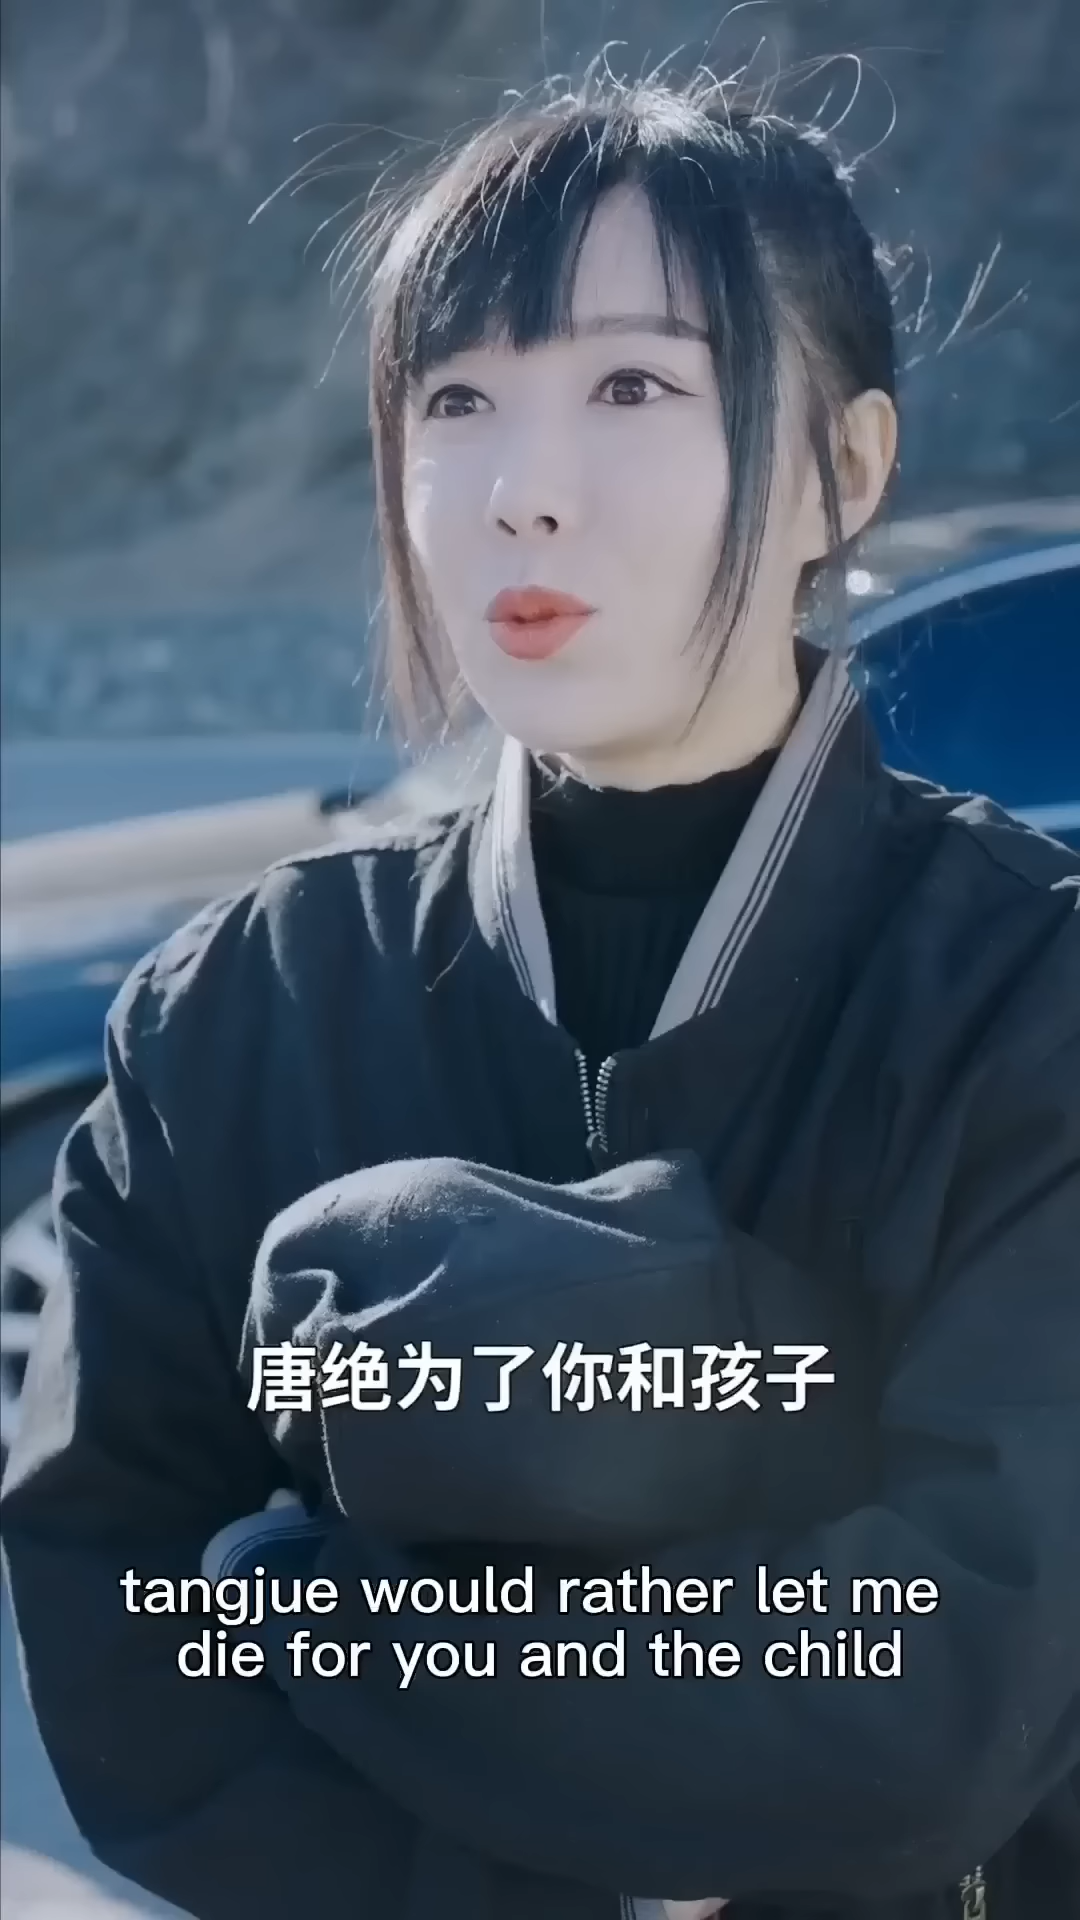 唐绝为了你和孩子
tangjue would rather let me
die for you and the child